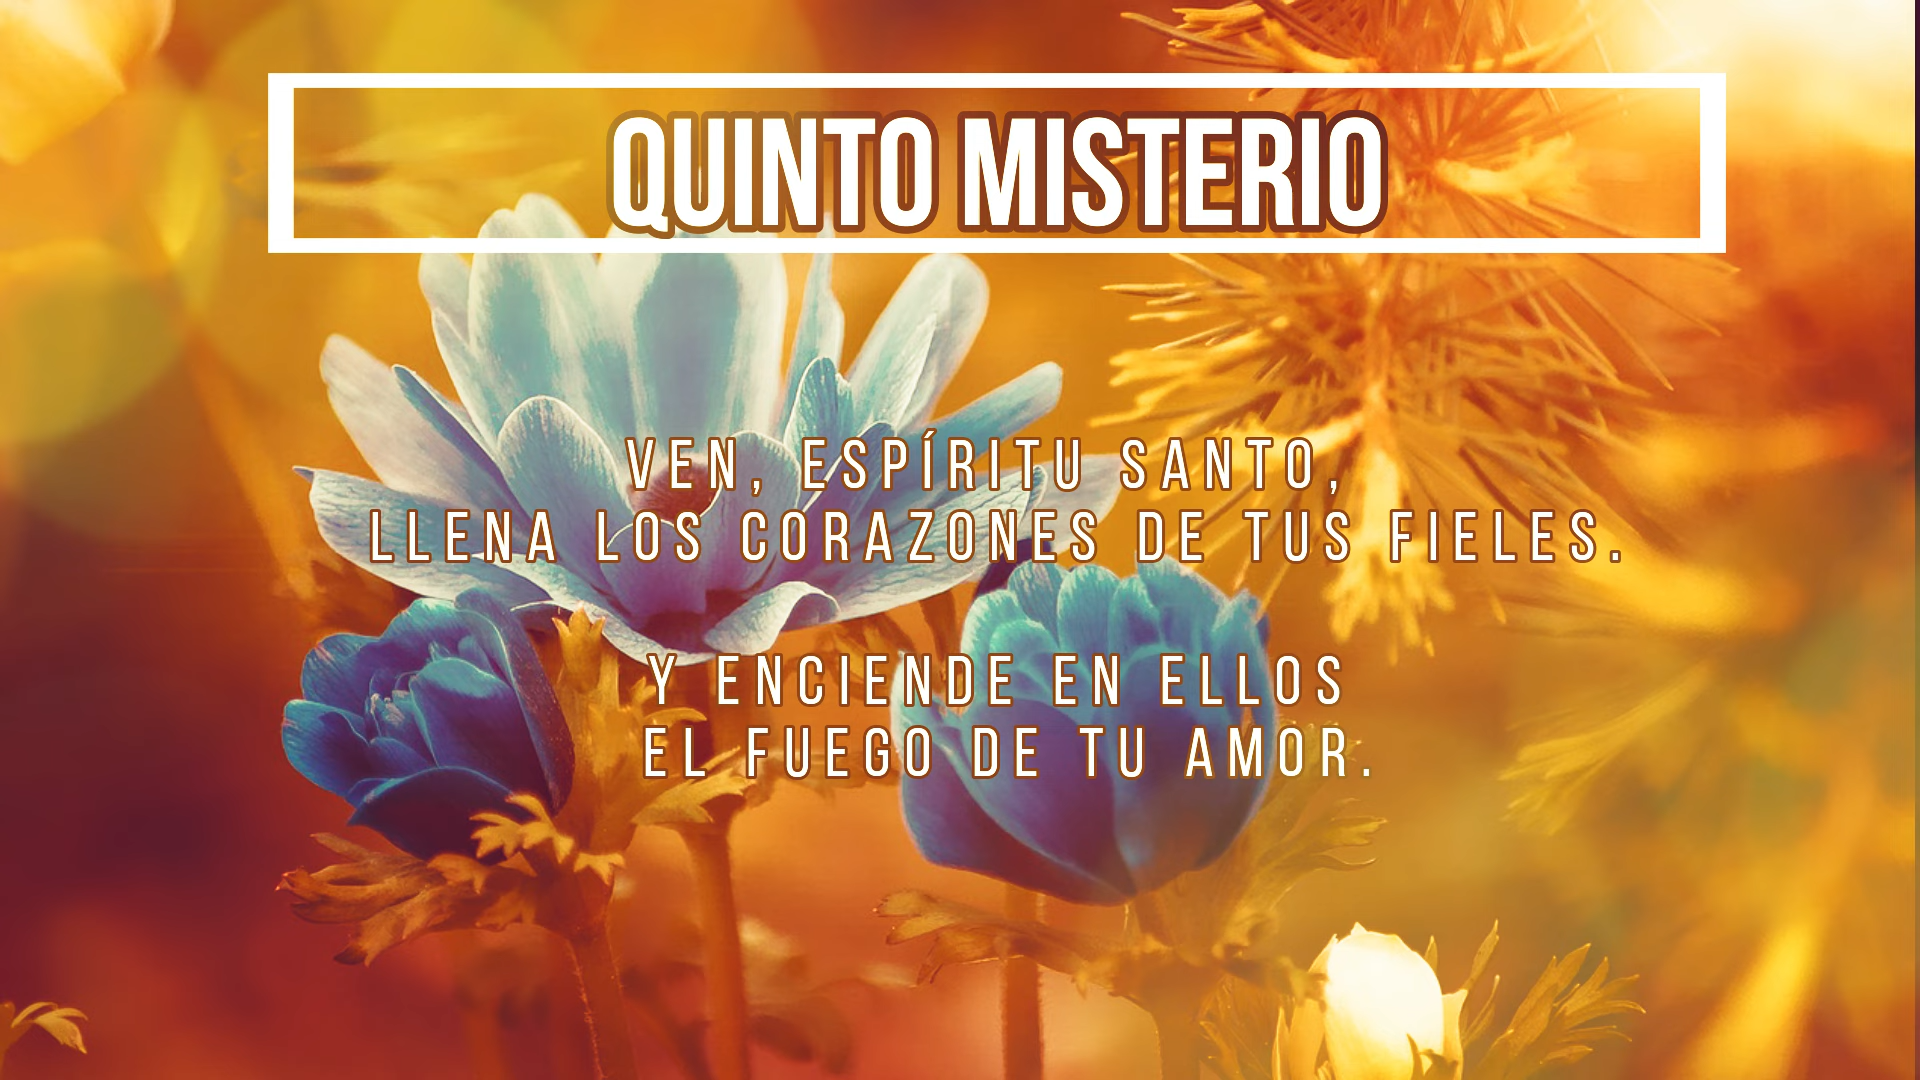 QUINTO MISTERIO
VEN, ESPÍRITU SANTO,
LLENA LOS CORAZONES DE TUS FIELES.
Y ENCIENDE EN ELLOS
EL FUEGO DE TU AMOR.